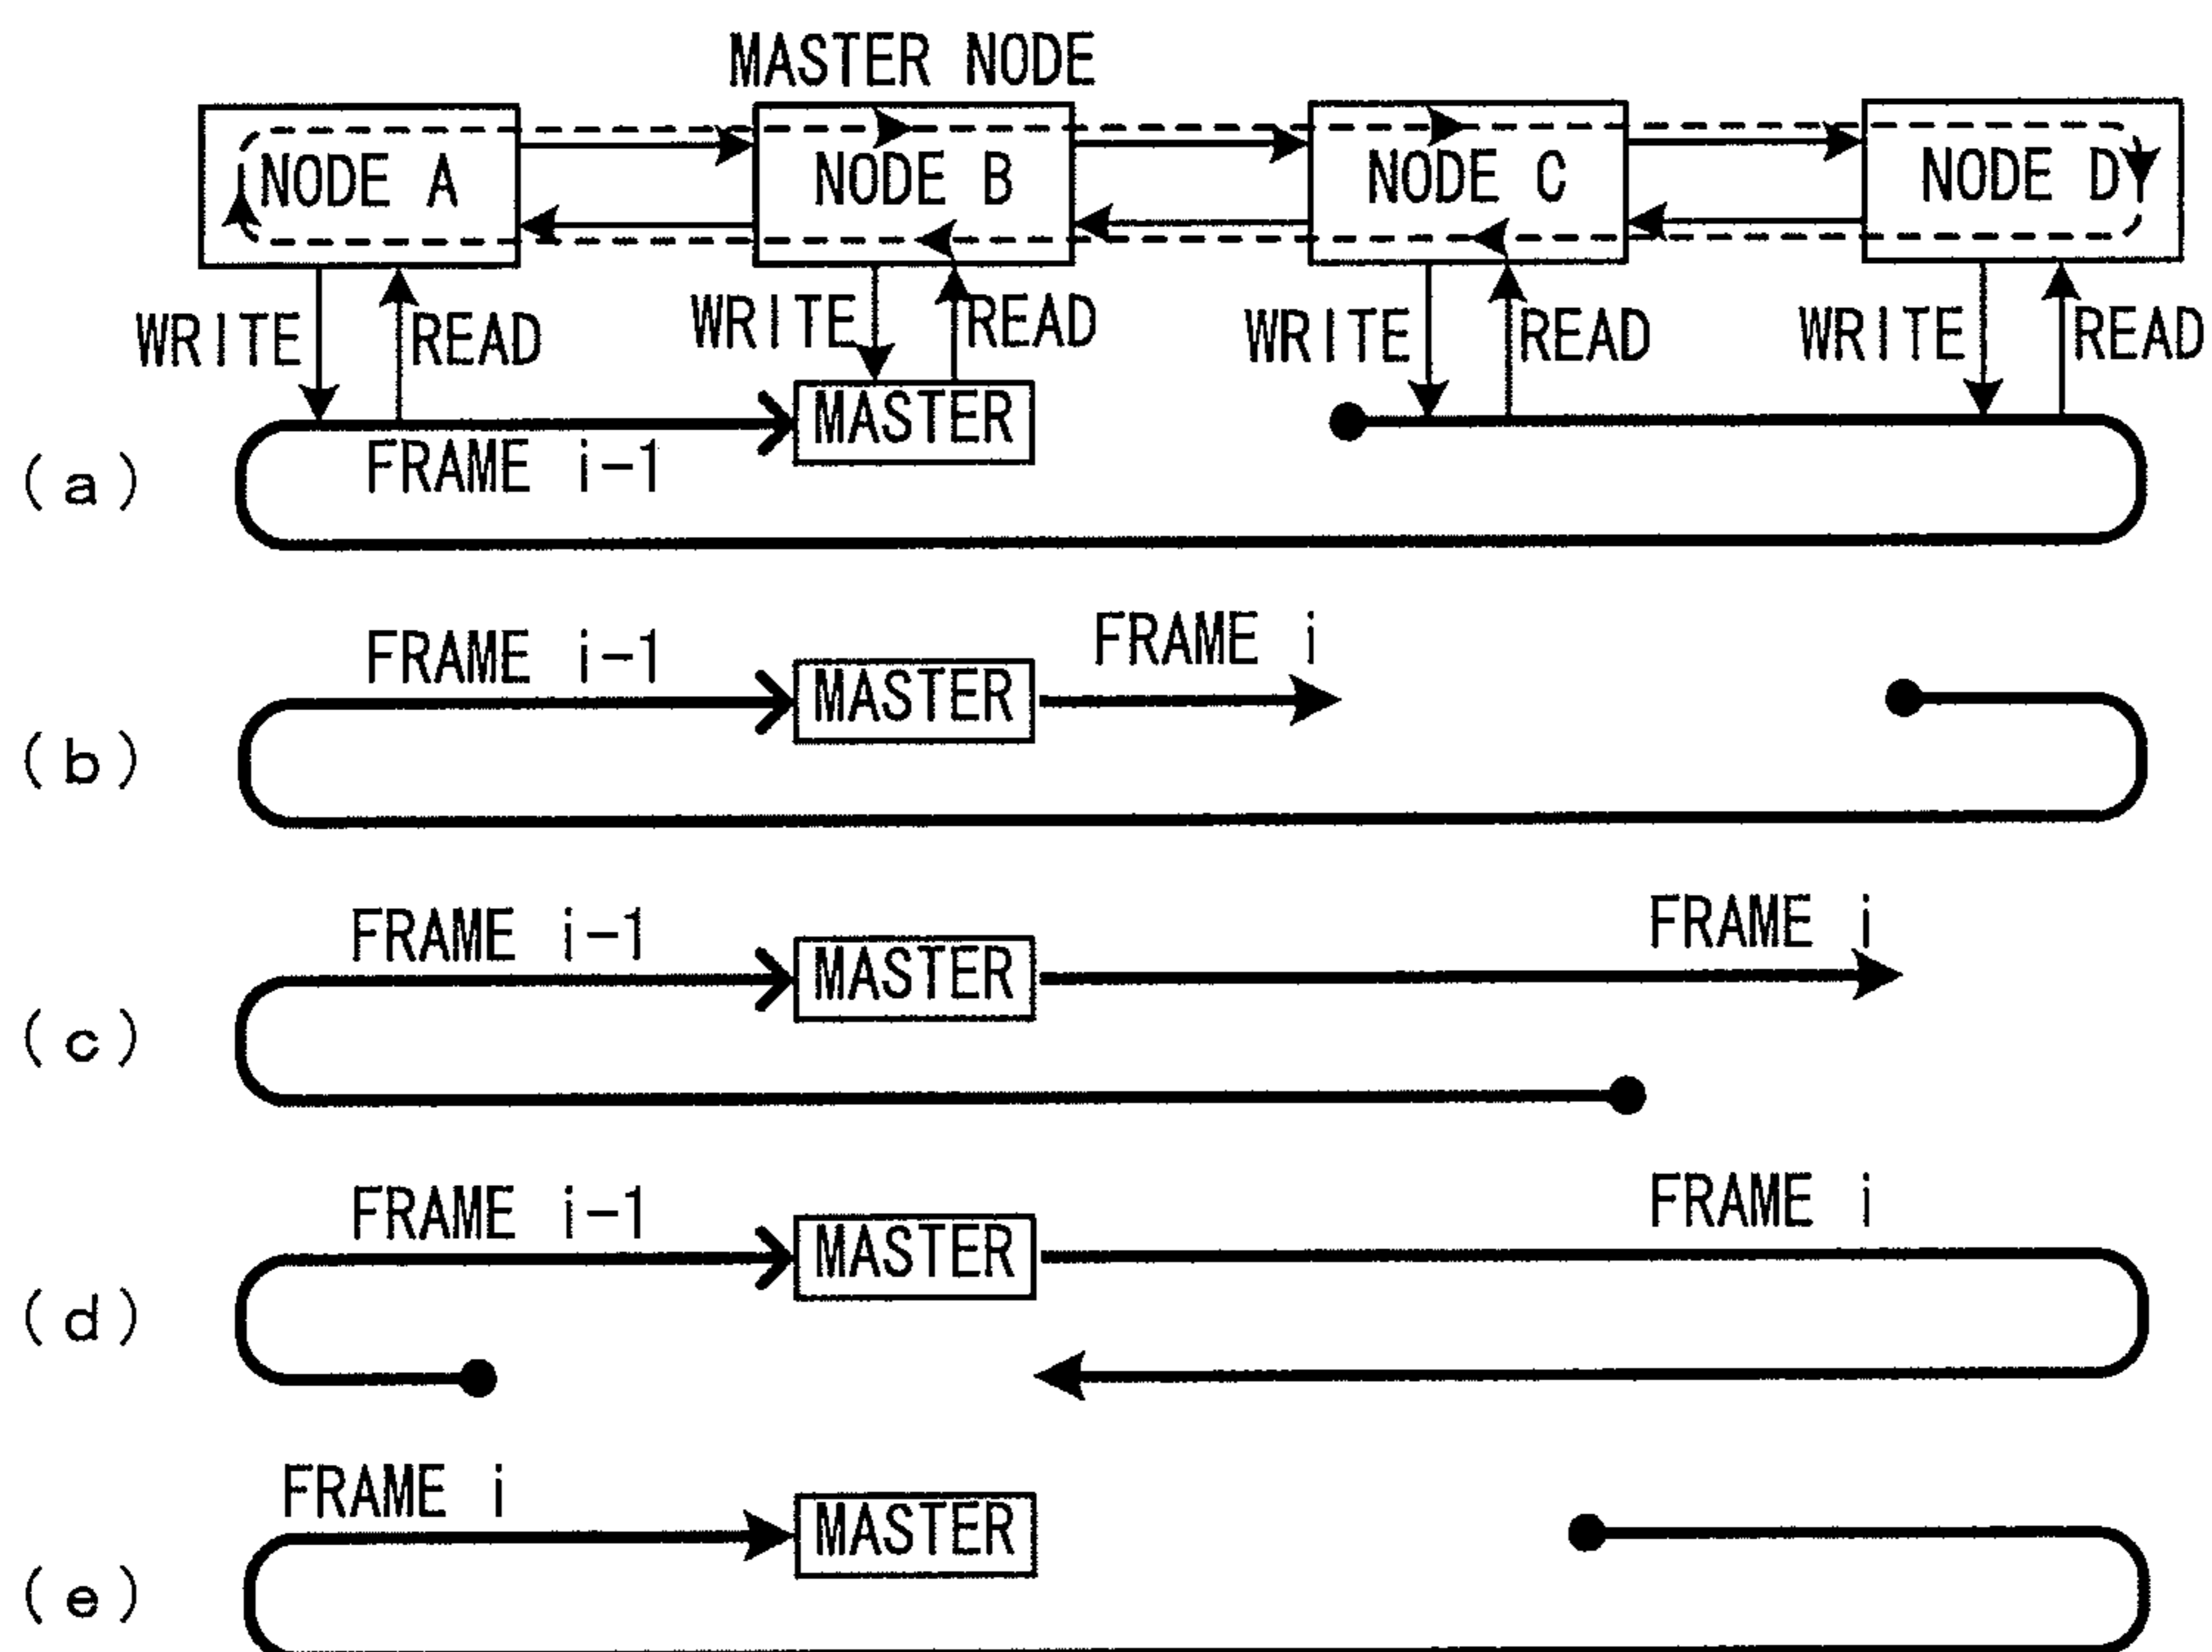 MASTER NODE
NODE A NODE B NODE C NODE D
WRITE READ WRITE READ WRITE READ WRITE READ
MASTER
(a) FRAME i-1
FRAME i-1 MASTER FRAME i
(b)
FRAME i-1 MASTER FRAME i
(c)
FRAME i-1 MASTER FRAME i
(d)
FRAME i MASTER
(e)